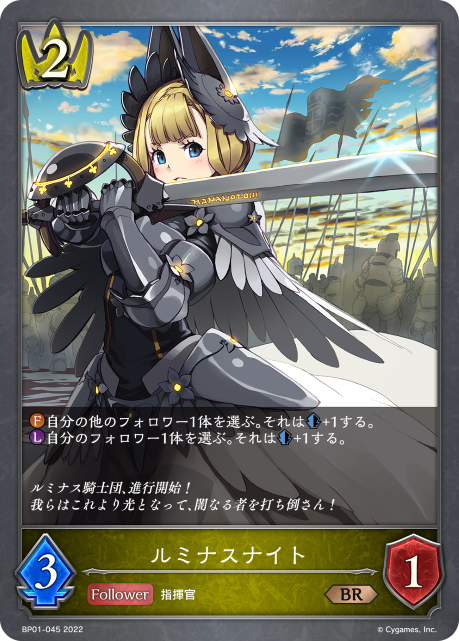 2
F 自分の他のフォロワー1体を選ぶ。それは+1する。
L 自分のフォロワー1体を選ぶ。それは+1する。
ルミナス騎士団、進行開始！
我らはこれより光となって、闇なる者を打ち倒さん！
ルミナスナイト
3
Follower 指揮官
BR
1
BP01-045 2022
© Cygames, Inc.